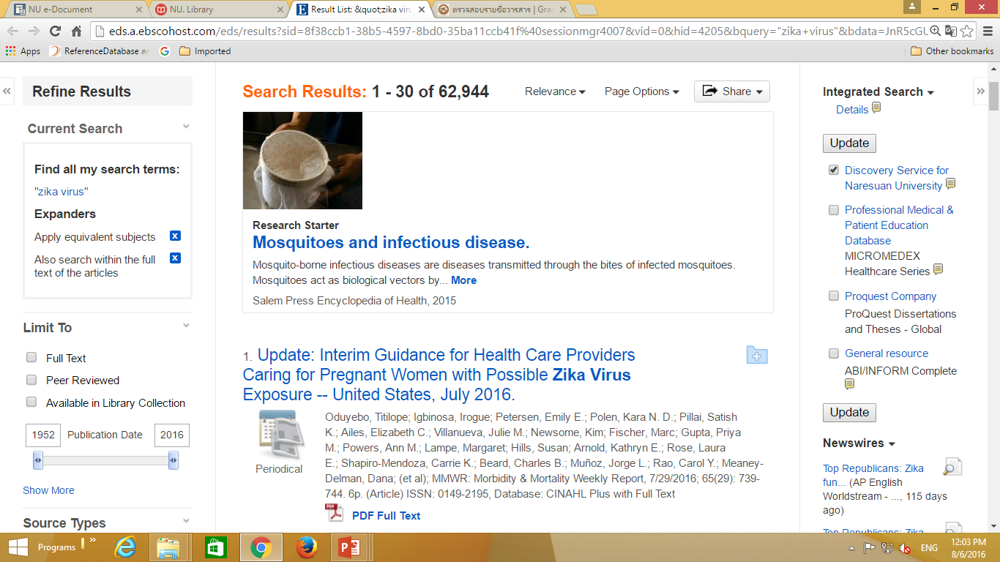 NU e-Document
NU. Library
Result List: &quot;zika viru
ตรวจสอบรายชื่อวารสาร | Gra
eds.a.ebscohost.com/eds/results?sid=8f38ccb1-38b5-4597-8bd0-35ba11ccb41f%40sessionmgr4007&vid=0&hid=4205&bquery="zika+virus"&bdata=JnR5cGU
Apps
ReferenceDatabase
Imported
Other bookmarks
Refine Results
Current Search
Find all my search terms:
"zika virus"
Expanders
Apply equivalent subjects
Also search within the full
text of the articles
Limit To
Full Text
Peer Reviewed
Available in Library Collection
1952 Publication Date 2016
Show More
Source Types
Search Results: 1 - 30 of 62,944
Relevance
Page Options
Share
Research Starter
Mosquitoes and infectious disease.
Mosquito-borne infectious diseases are diseases transmitted through the bites of infected mosquitoes.
Mosquitoes act as biological vectors by... More
Salem Press Encyclopedia of Health, 2015
1. Update: Interim Guidance for Health Care Providers
Caring for Pregnant Women with Possible Zika Virus
Exposure -- United States, July 2016.
Periodical
Oduyebo, Titilope; Igbinosa, Irogue; Petersen, Emily E.; Polen, Kara N. D.; Pillai, Satish
K.; Ailes, Elizabeth C.; Villanueva, Julie M.; Newsome, Kim; Fischer, Marc; Gupta, Priya
M.; Powers, Ann M.; Lampe, Margaret; Hills, Susan; Arnold, Kathryn E.; Rose, Laura
E.; Shapiro-Mendoza, Carrie K.; Beard, Charles B.; Muñoz, Jorge L.; Rao, Carol Y.; Meaney-
Delman, Dana; (et al); MMWR: Morbidity & Mortality Weekly Report, 7/29/2016; 65(29): 739-
744. 6p. (Article) ISSN: 0149-2195, Database: CINAHL Plus with Full Text
PDF Full Text
Integrated Search
Details
Update
Discovery Service for
Naresuan University
Professional Medical &
Patient Education
Database
MICROMEDEX
Healthcare Series
Proquest Company
ProQuest Dissertations
and Theses - Global
General resource
ABI/INFORM Complete
Update
Newswires
Top Republicans: Zika
fun... (AP English
Worldstream - ..., 115 days
ago)
Top Republicans: Zika
Programs
ENG
12:03 PM
8/6/2016